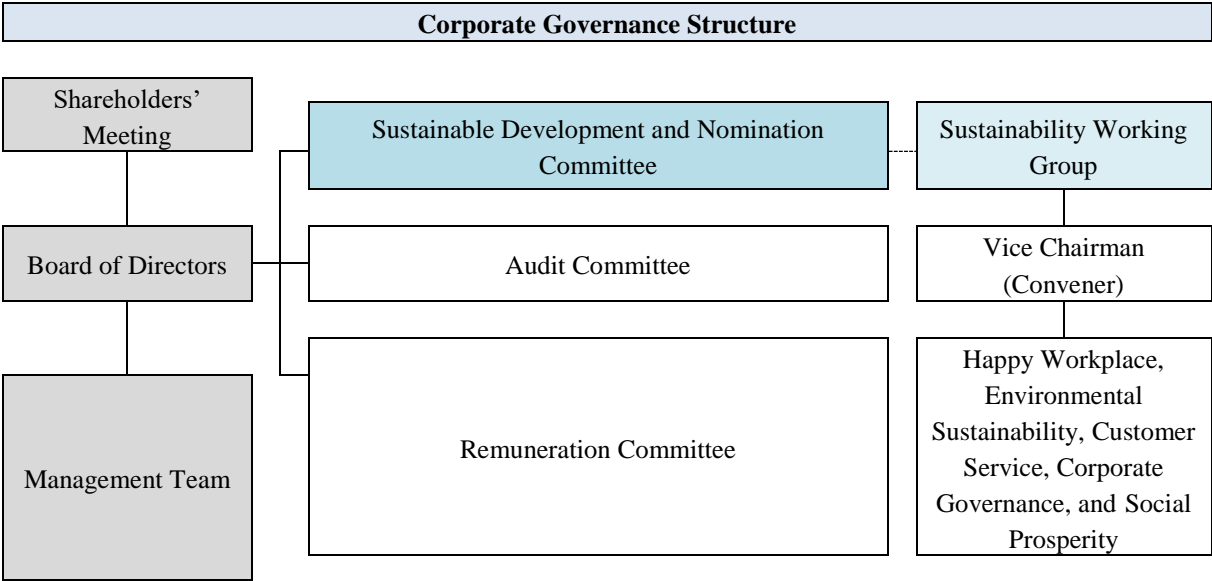 Corporate Governance Structure
Shareholders’
Meeting
Board of Directors
Management Team
Sustainable Development and Nomination
Committee
Audit Committee
Remuneration Committee
Sustainability Working
Group
Vice Chairman
(Convener)
Happy Workplace,
Environmental
Sustainability, Customer
Service, Corporate
Governance, and Social
Prosperity